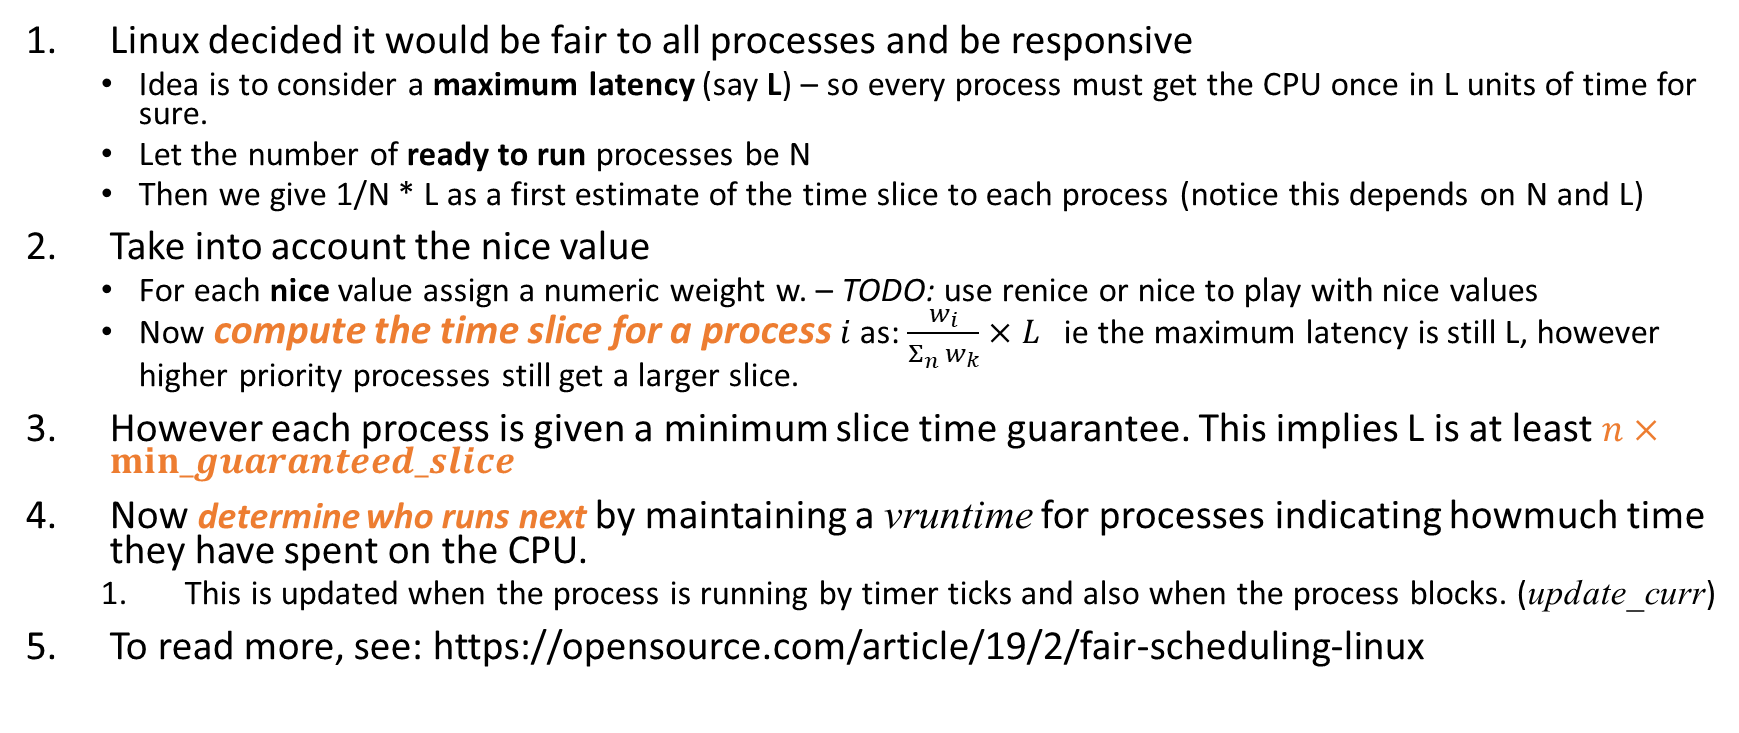 1. Linux decided it would be fair to all processes and be responsive
• Idea is to consider a maximum latency (say L) – so every process must get the CPU once in L units of time for
sure.
• Let the number of ready to run processes be N
• Then we give 1/N * L as a first estimate of the time slice to each process (notice this depends on N and L)
2. Take into account the nice value
• For each nice value assign a numeric weight w. – TODO: use renice or nice to play with nice values
• Now compute the time slice for a process i as: w_i / Σ_n w_k × L ie the maximum latency is still L, however
higher priority processes still get a larger slice.
3. However each process is given a minimum slice time guarantee. This implies L is at least n ×
min_guaranteed_slice
4. Now determine who runs next by maintaining a vruntime for processes indicating howmuch time
they have spent on the CPU.
1. This is updated when the process is running by timer ticks and also when the process blocks. (update_curr)
5. To read more, see: https://opensource.com/article/19/2/fair-scheduling-linux